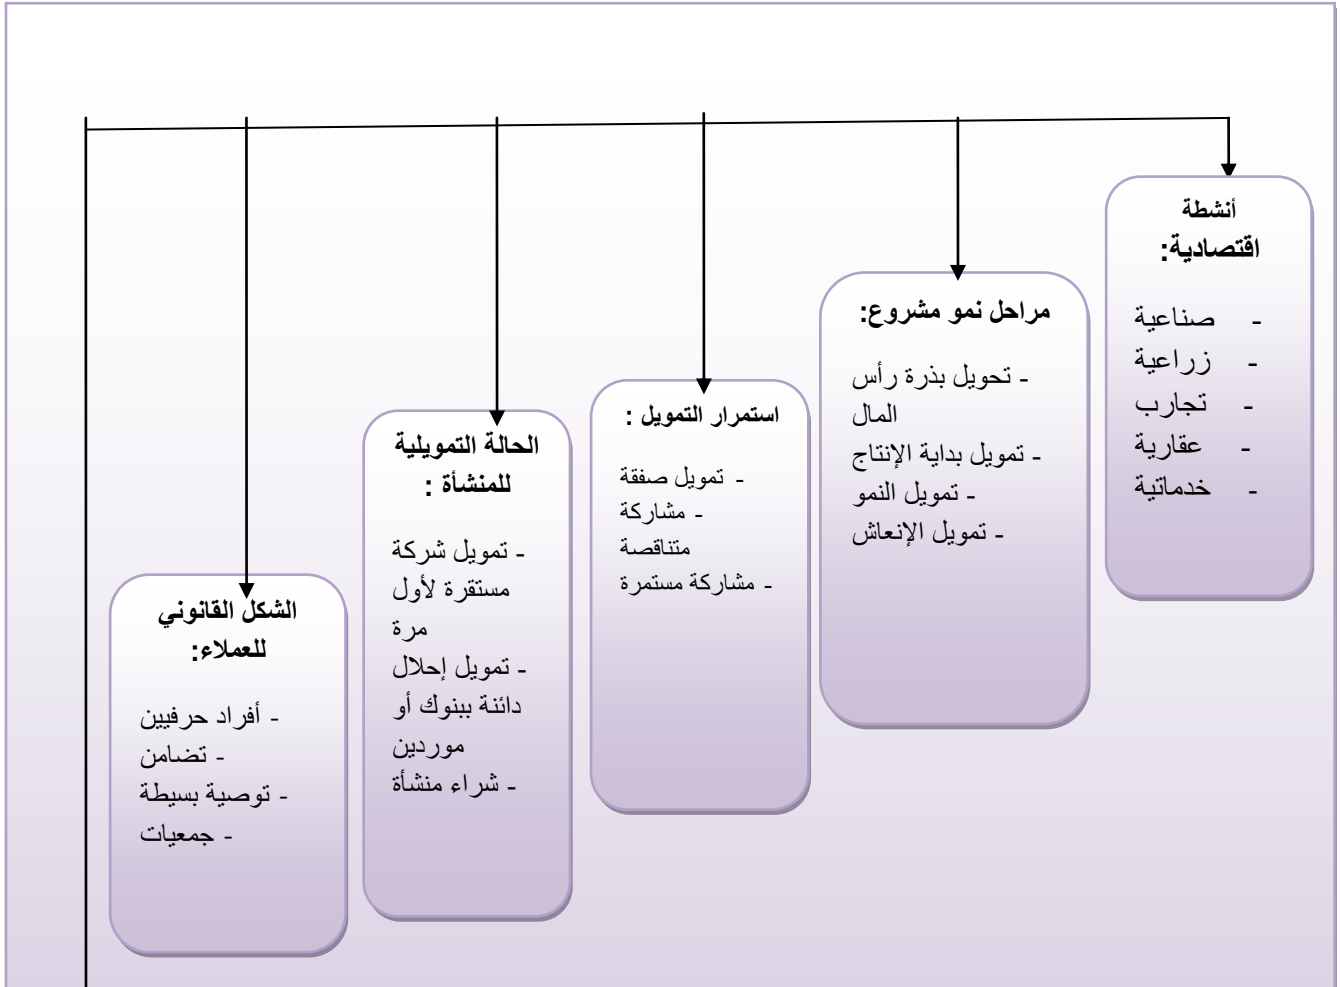 أنشطة
اقتصادية:
- صناعية
- زراعية
- تجارب
- عقارية
- خدماتية
مراحل نمو مشروع:
- تحويل بذرة رأس
المال
- تمويل بداية الإنتاج
- تمويل النمو
- تمويل الإنعاش
استمرار التمويل :
- تمويل صفقة
- مشاركة
متناقصة
- مشاركة مستمرة
الحالة التمويلية
للمنشأة :
- تمويل شركة
مستقرة لأول
مرة
- تمويل إحلال
دائنة ببنوك أو
موردين
- شراء منشأة
الشكل القانوني
للعملاء:
- أفراد حرفيين
- تضامن
- توصية بسيطة
- جمعيات